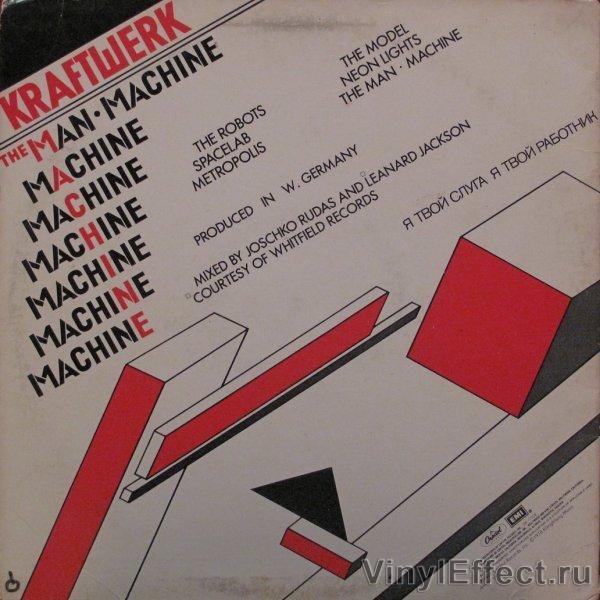 KRAFTWERK
THE MAN·MACHINE
MACHINE
MACHINE
MACHINE
MACHINE
MACHINE
MACHINE
THE ROBOTS
SPACELAB
METROPOLIS
THE MODEL
NEON LIGHTS
THE MAN·MACHINE
PRODUCED IN W. GERMANY
MIXED BY JOSCHKO RUDAS AND LEANARD JACKSON
COURTESY OF WHITFIELD RECORDS
Я ТВОЙ СЛУГА Я ТВОЙ РАБОТНИК
Capitol
EMI
VinylEffect.ru